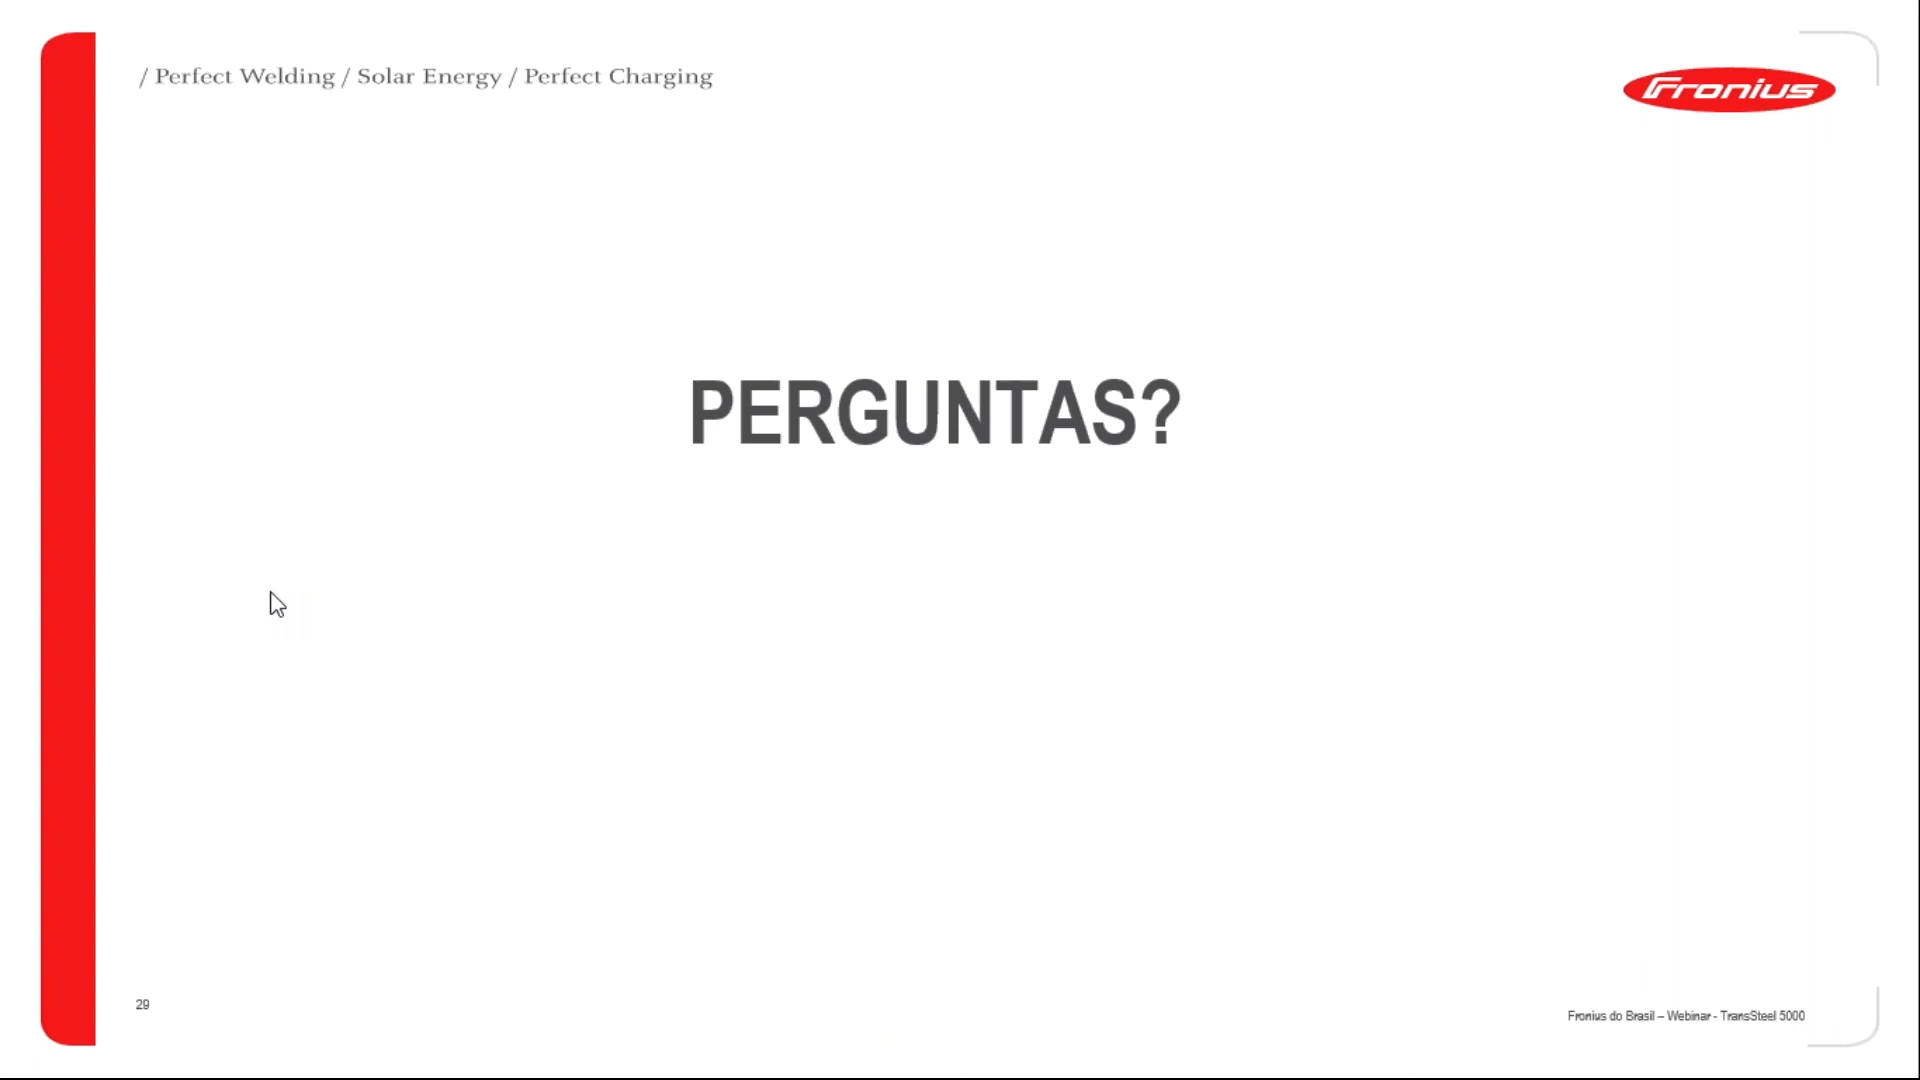 / Perfect Welding / Solar Energy / Perfect Charging
Fronius
PERGUNTAS?
29
Fronius do Brasil – Webinar - TransSteel 5000